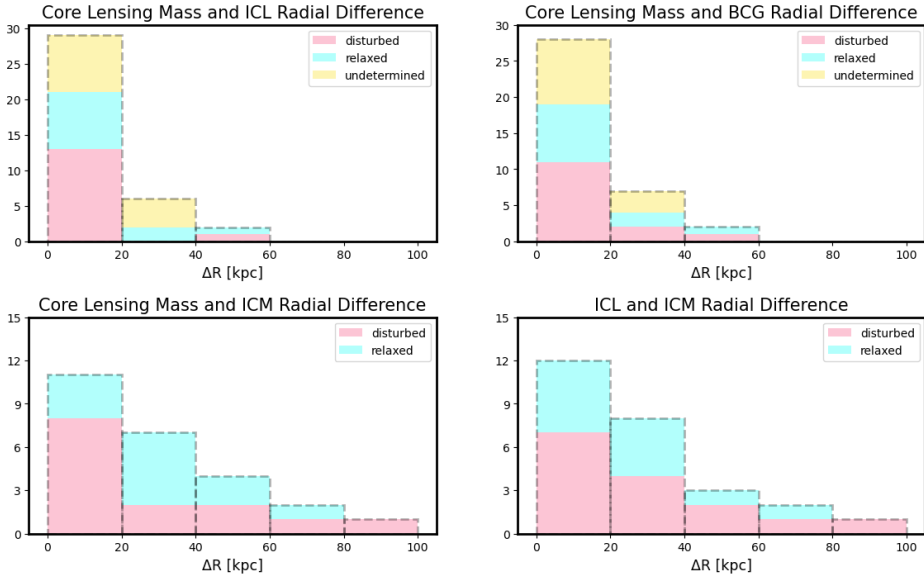 Core Lensing Mass and ICL Radial Difference
30
25
20
15
10
5
0
disturbed
relaxed
undetermined
0 20 40 60 80 100
ΔR [kpc]
Core Lensing Mass and BCG Radial Difference
30
25
20
15
10
5
0
disturbed
relaxed
undetermined
0 20 40 60 80 100
ΔR [kpc]
Core Lensing Mass and ICM Radial Difference
15
12
9
6
3
0
disturbed
relaxed
0 20 40 60 80 100
ΔR [kpc]
ICL and ICM Radial Difference
15
12
9
6
3
0
disturbed
relaxed
0 20 40 60 80 100
ΔR [kpc]